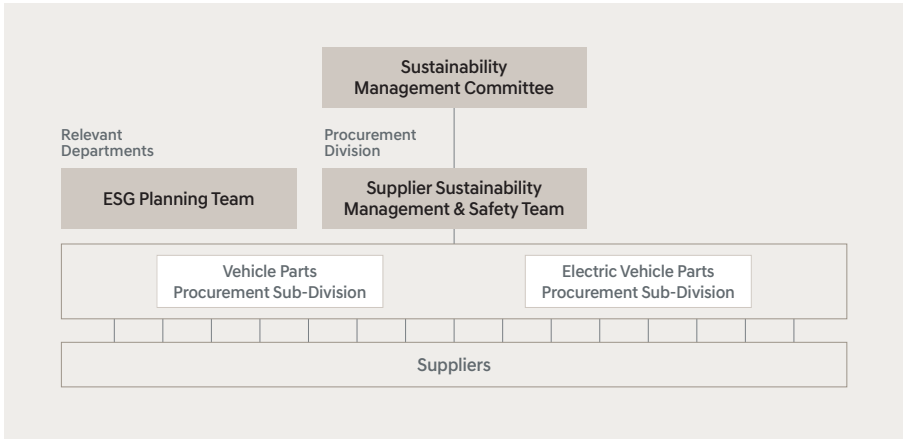 Sustainability
Management Committee
Relevant
Departments
Procurement
Division
ESG Planning Team
Supplier Sustainability
Management & Safety Team
Vehicle Parts
Procurement Sub-Division
Electric Vehicle Parts
Procurement Sub-Division
Suppliers